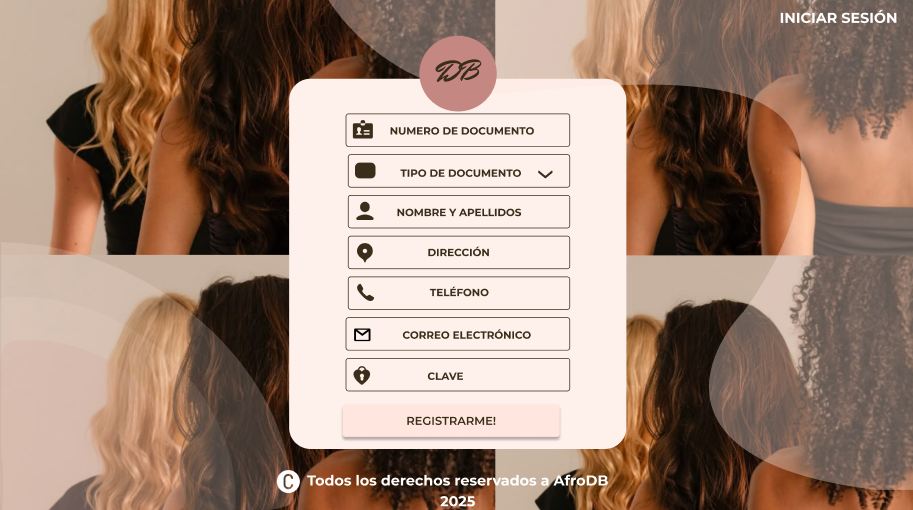 INICIAR SESIÓN
DB
NUMERO DE DOCUMENTO
TIPO DE DOCUMENTO
NOMBRE Y APELLIDOS
DIRECCIÓN
TELÉFONO
CORREO ELECTRÓNICO
CLAVE
REGISTRARME!
C Todos los derechos reservados a AfroDB
2025